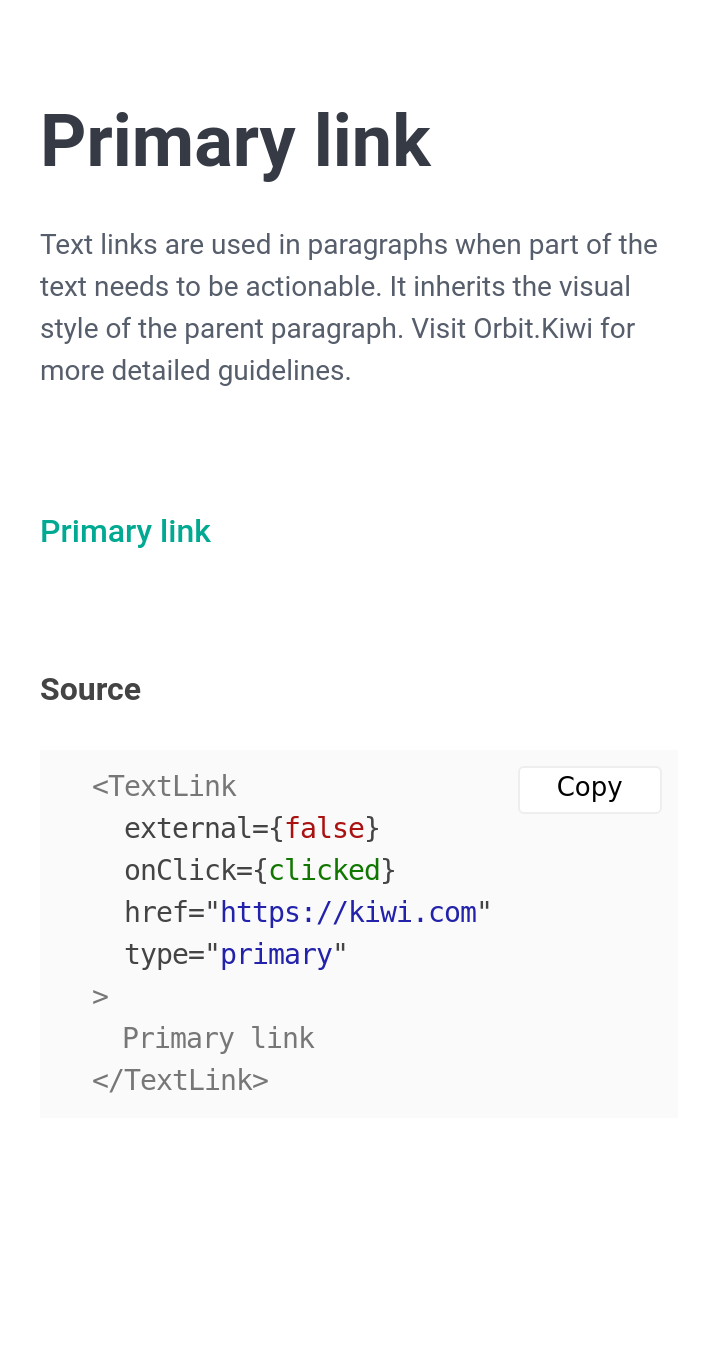 Primary link
Text links are used in paragraphs when part of the
text needs to be actionable. It inherits the visual
style of the parent paragraph. Visit Orbit.Kiwi for
more detailed guidelines.
Primary link
Source
<TextLink
Copy
external={false}
onClick={clicked}
href="https://kiwi.com"
type="primary"
>
Primary link
</TextLink>